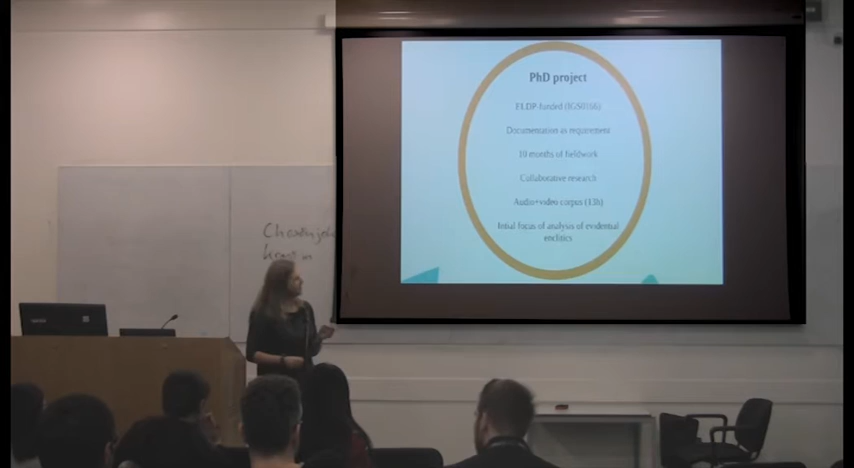 PhD project
ELDP-funded (IGS0166)
Documentation as requirement
10 months of fieldwork
Collaborative research
Audio+video corpus (13h)
Initial focus of analysis of evidential
enclitics